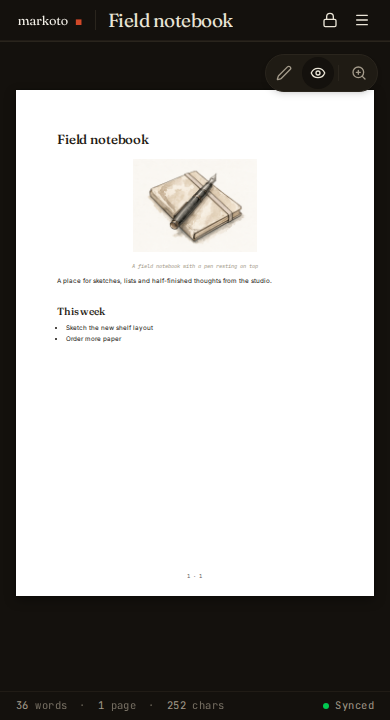 markoto
Field notebook
Field notebook
A field notebook with a pen resting on top
A place for sketches, lists and half-finished thoughts from the studio.
This week
• Sketch the new shelf layout
• Order more paper
1 - 1
36 words · 1 page · 252 chars
Synced